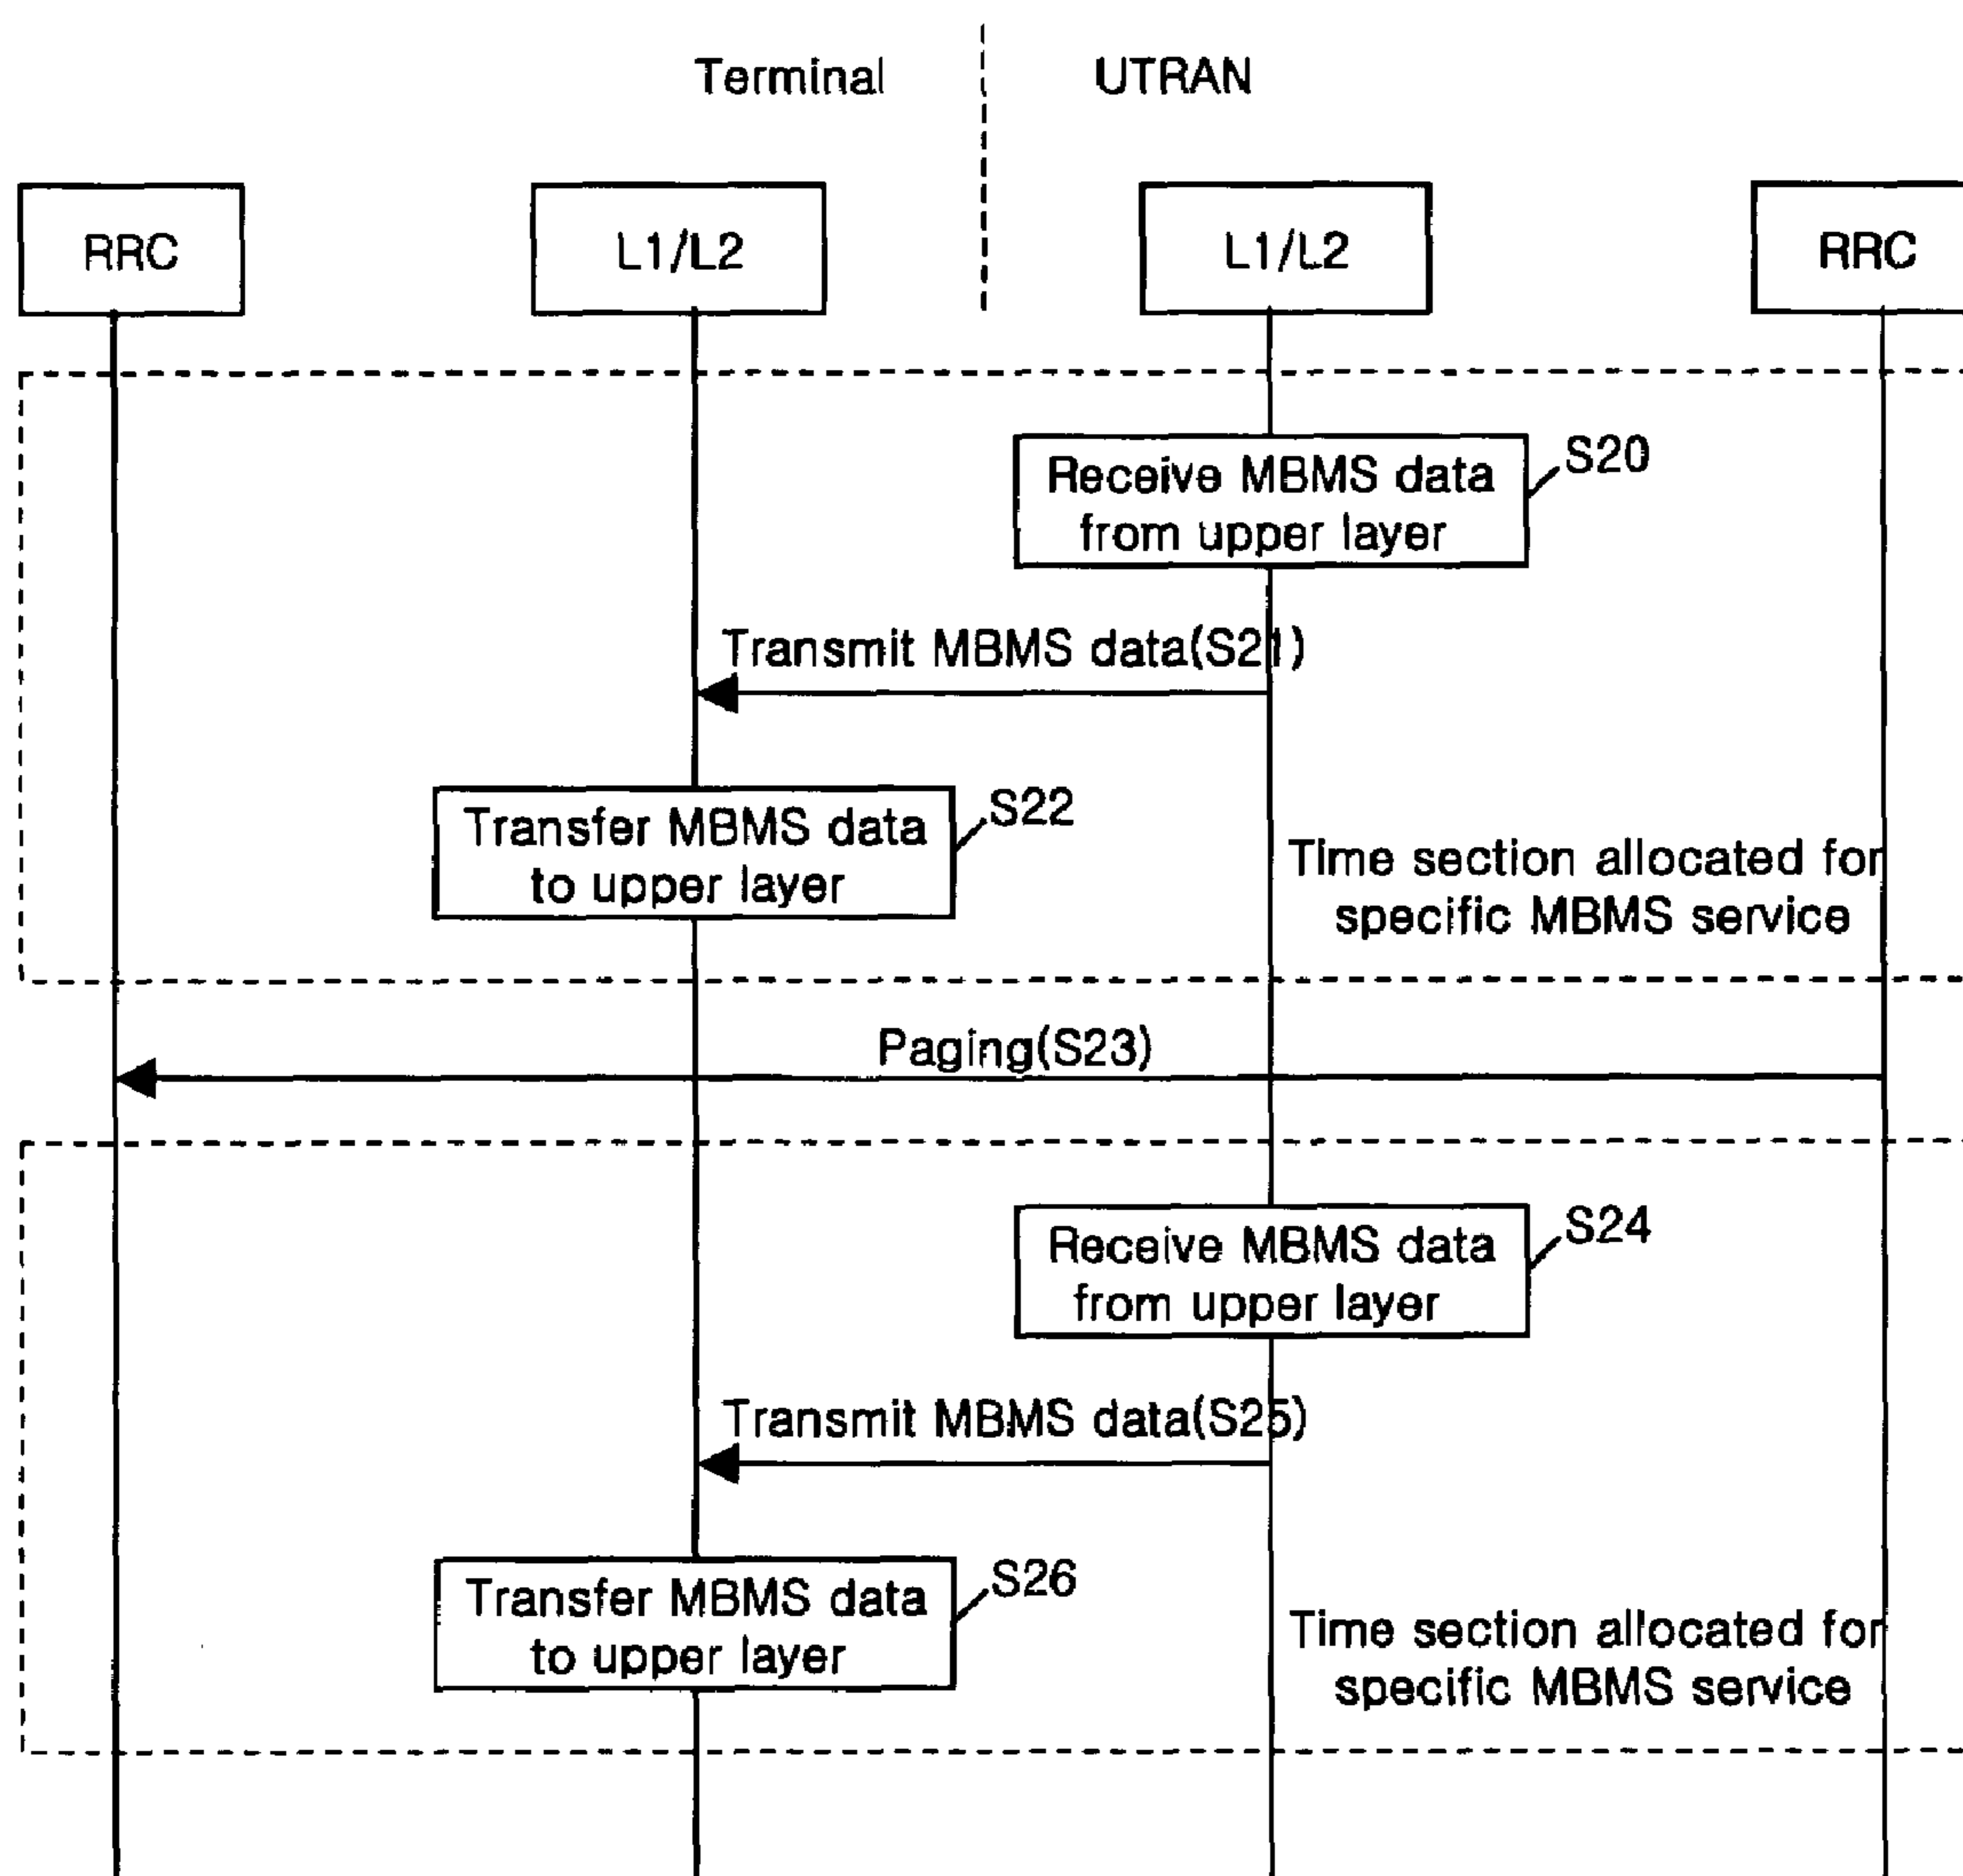 Terminal
UTRAN
RRC
L1/L2
L1/L2
RRC
Receive MBMS data
from upper layer
S20
Transmit MBMS data(S21)
Transfer MBMS data
to upper layer
S22
Time section allocated for
specific MBMS service
Paging(S23)
Receive MBMS data
from upper layer
S24
Transmit MBMS data(S25)
Transfer MBMS data
to upper layer
S26
Time section allocated for
specific MBMS service